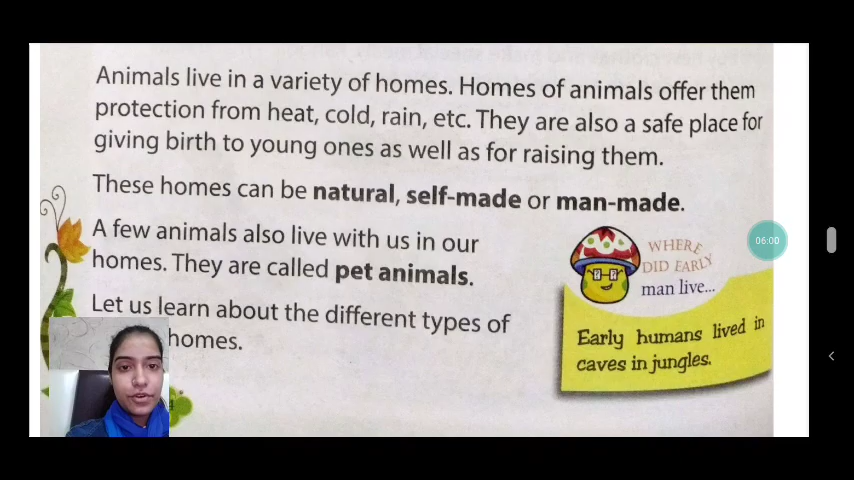 Animals live in a variety of homes. Homes of animals offer them
protection from heat, cold, rain, etc. They are also a safe place for
giving birth to young ones as well as for raising them.
These homes can be natural, self-made or man-made.
A few animals also live with us in our
homes. They are called pet animals.
Let us learn about the different types of
homes.
WHERE
DID EARLY
man live...
Early humans lived in
caves in jungles.
06:00